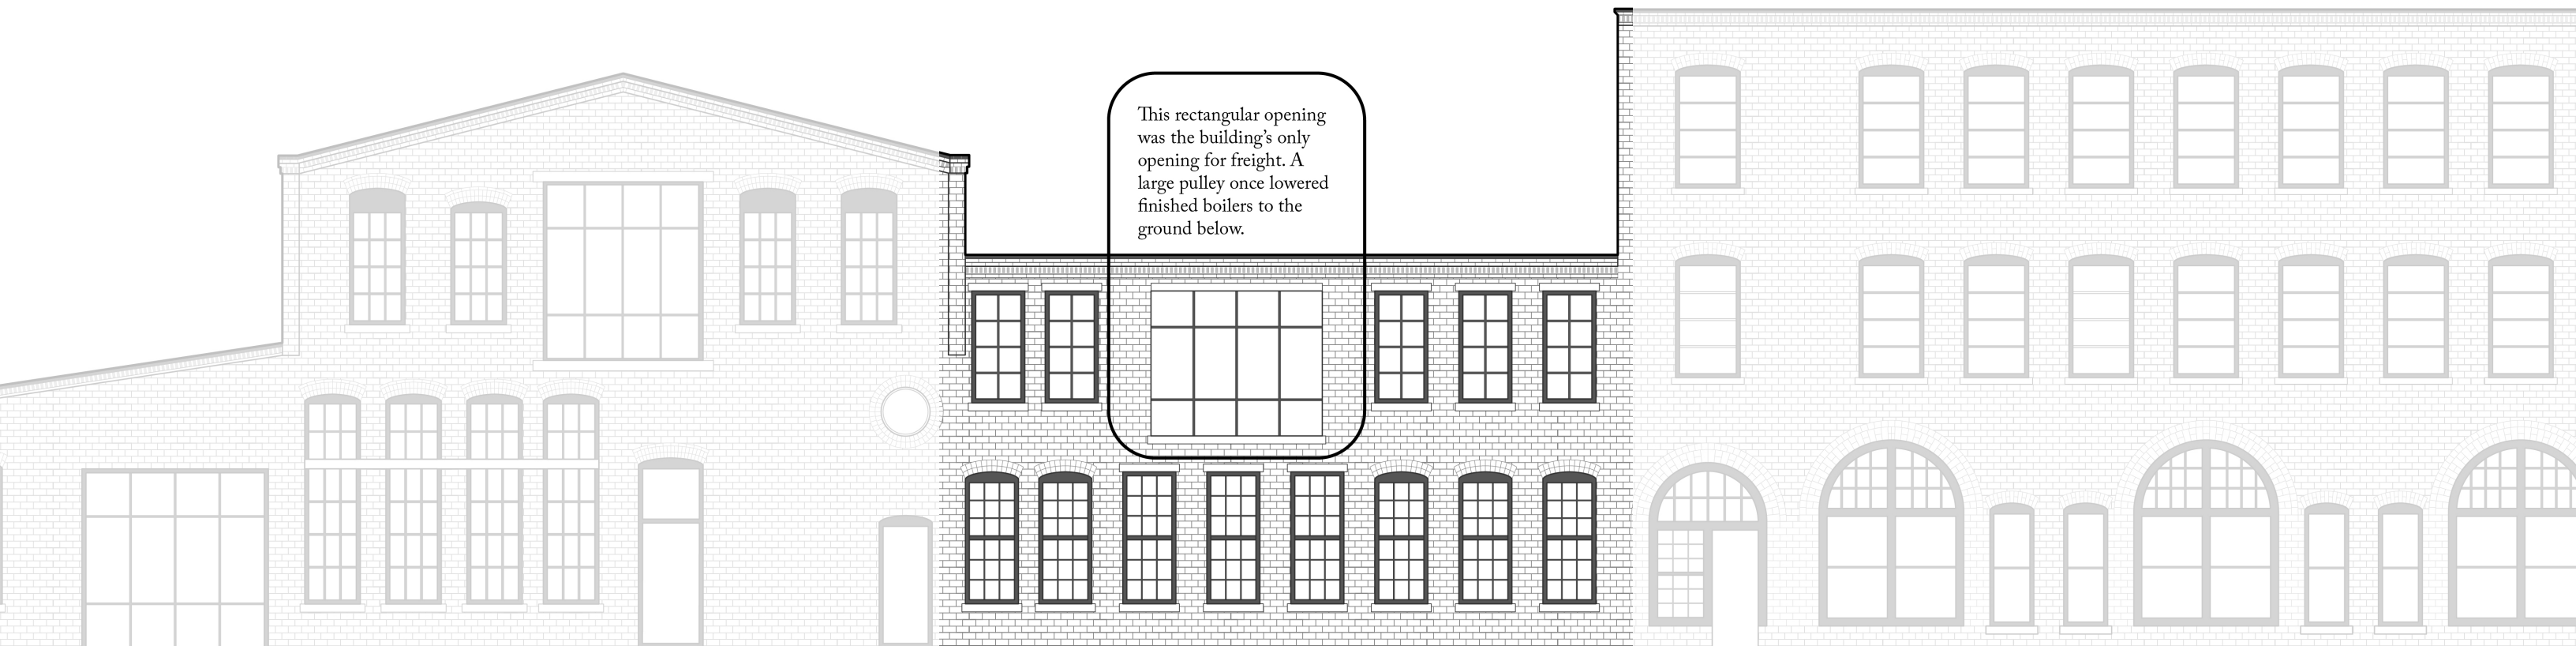 This rectangular opening
was the building’s only
opening for freight. A
large pulley once lowered
finished boilers to the
ground below.